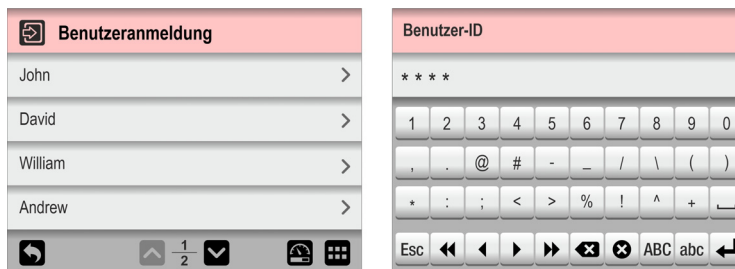 Benutzeranmeldung
John
David
William
Andrew
1
2
Benutzer-ID
* * * *
1 2 3 4 5 6 7 8 9 0
, . @ # - _ / \ ( )
* : ; < > % ! ^ +
Esc ABC abc